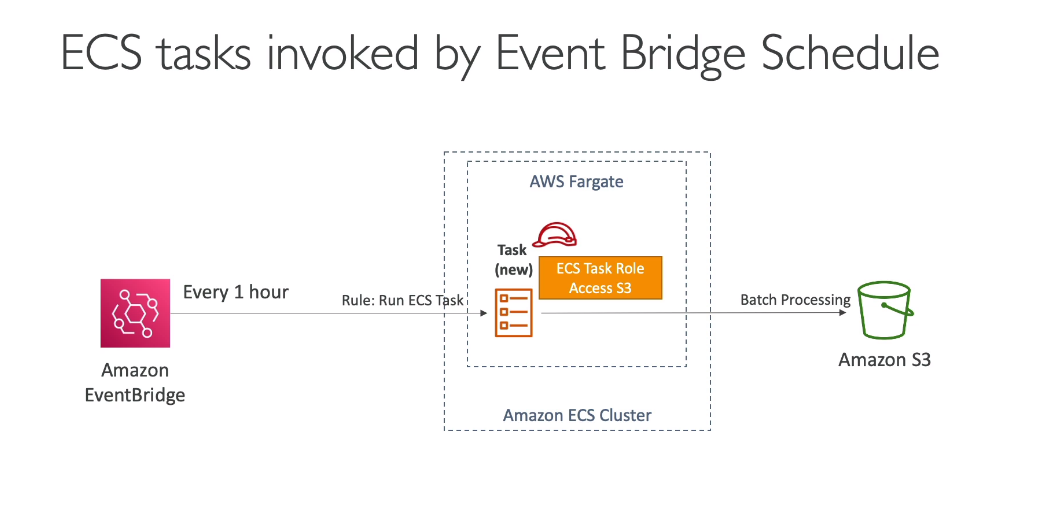 ECS tasks invoked by Event Bridge Schedule
AWS Fargate
Task
(new)
ECS Task Role
Access S3
Every 1 hour
Rule: Run ECS Task
Batch Processing
Amazon
EventBridge
Amazon S3
Amazon ECS Cluster